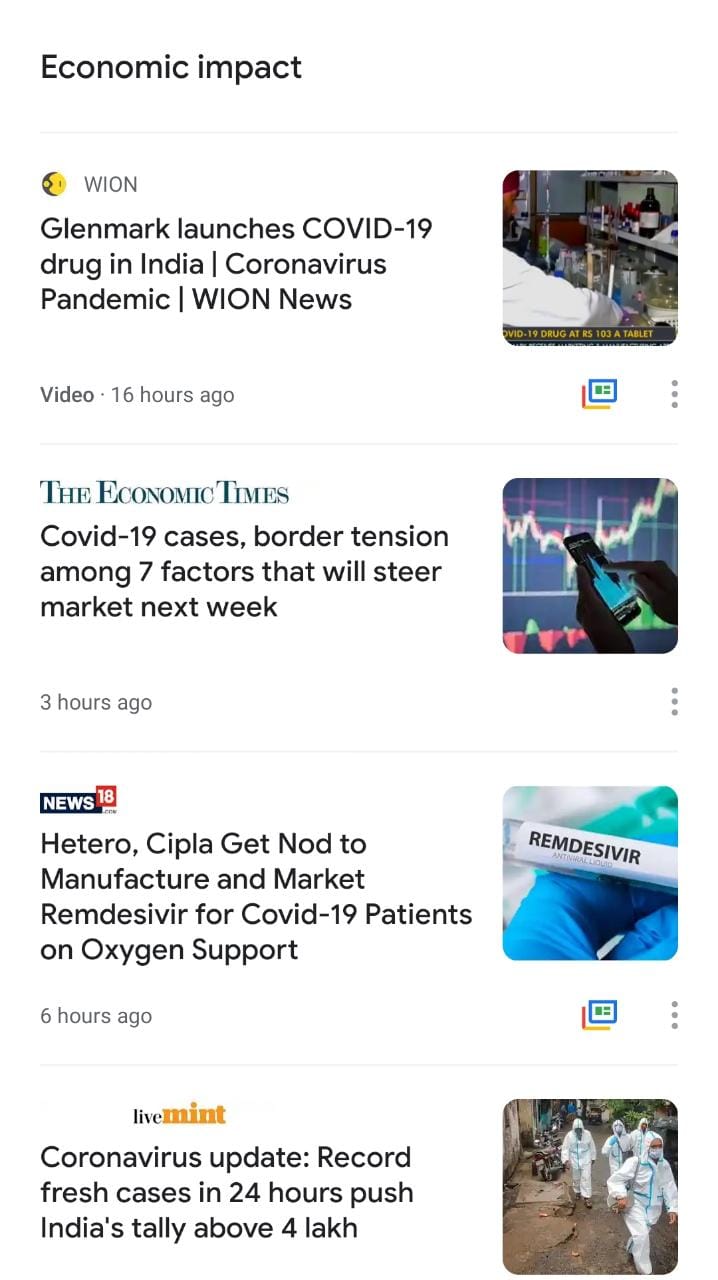 Economic impact
WION
Glenmark launches COVID-19
drug in India | Coronavirus
Pandemic | WION News
OVID-19 DRUG AT RS 103 A TABLET
Video · 16 hours ago
THE ECONOMIC TIMES
Covid-19 cases, border tension
among 7 factors that will steer
market next week
3 hours ago
NEWS18
.COM
Hetero, Cipla Get Nod to
Manufacture and Market
Remdesivir for Covid-19 Patients
on Oxygen Support
REMDESIVIR
ANTIVIRAL LIQUID
6 hours ago
livemint
Coronavirus update: Record
fresh cases in 24 hours push
India's tally above 4 lakh